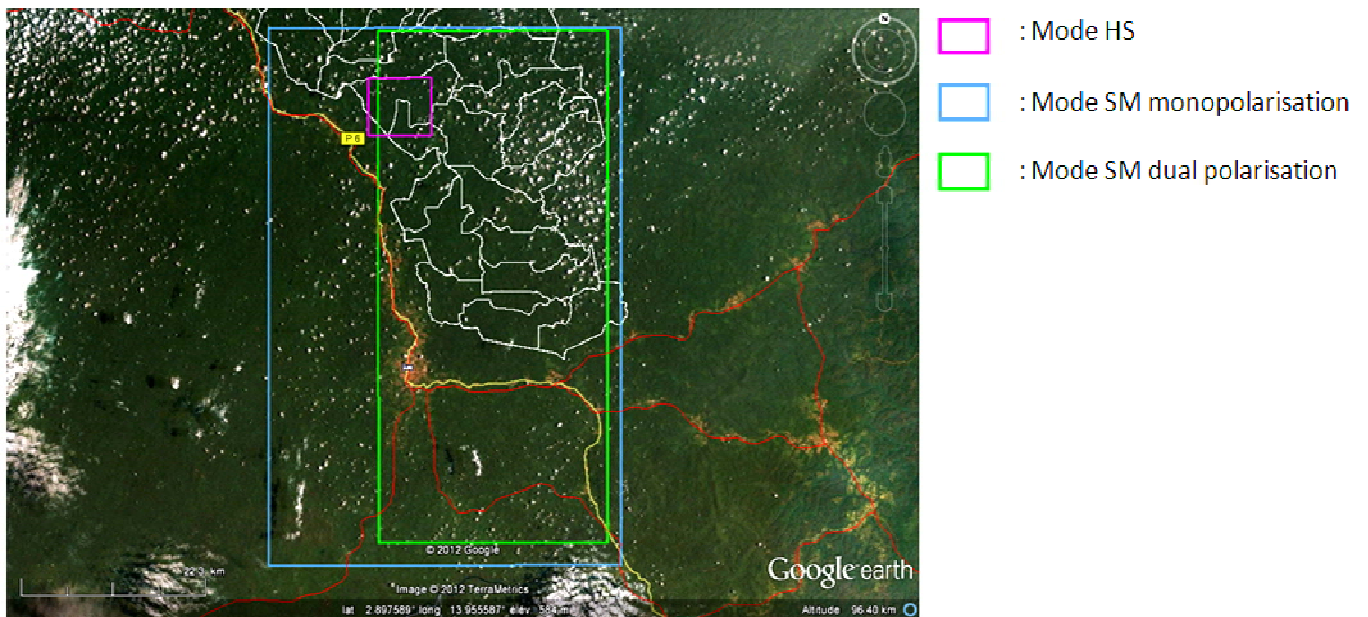 : Mode HS
: Mode SM monopolarisation
: Mode SM dual polarisation
N
P 6
© 2012 Google
km
Image © 2012 TerraMetrics
Google earth
lat 2.897589° long 13.955587° elev 584 m
Altitude 96.40 km